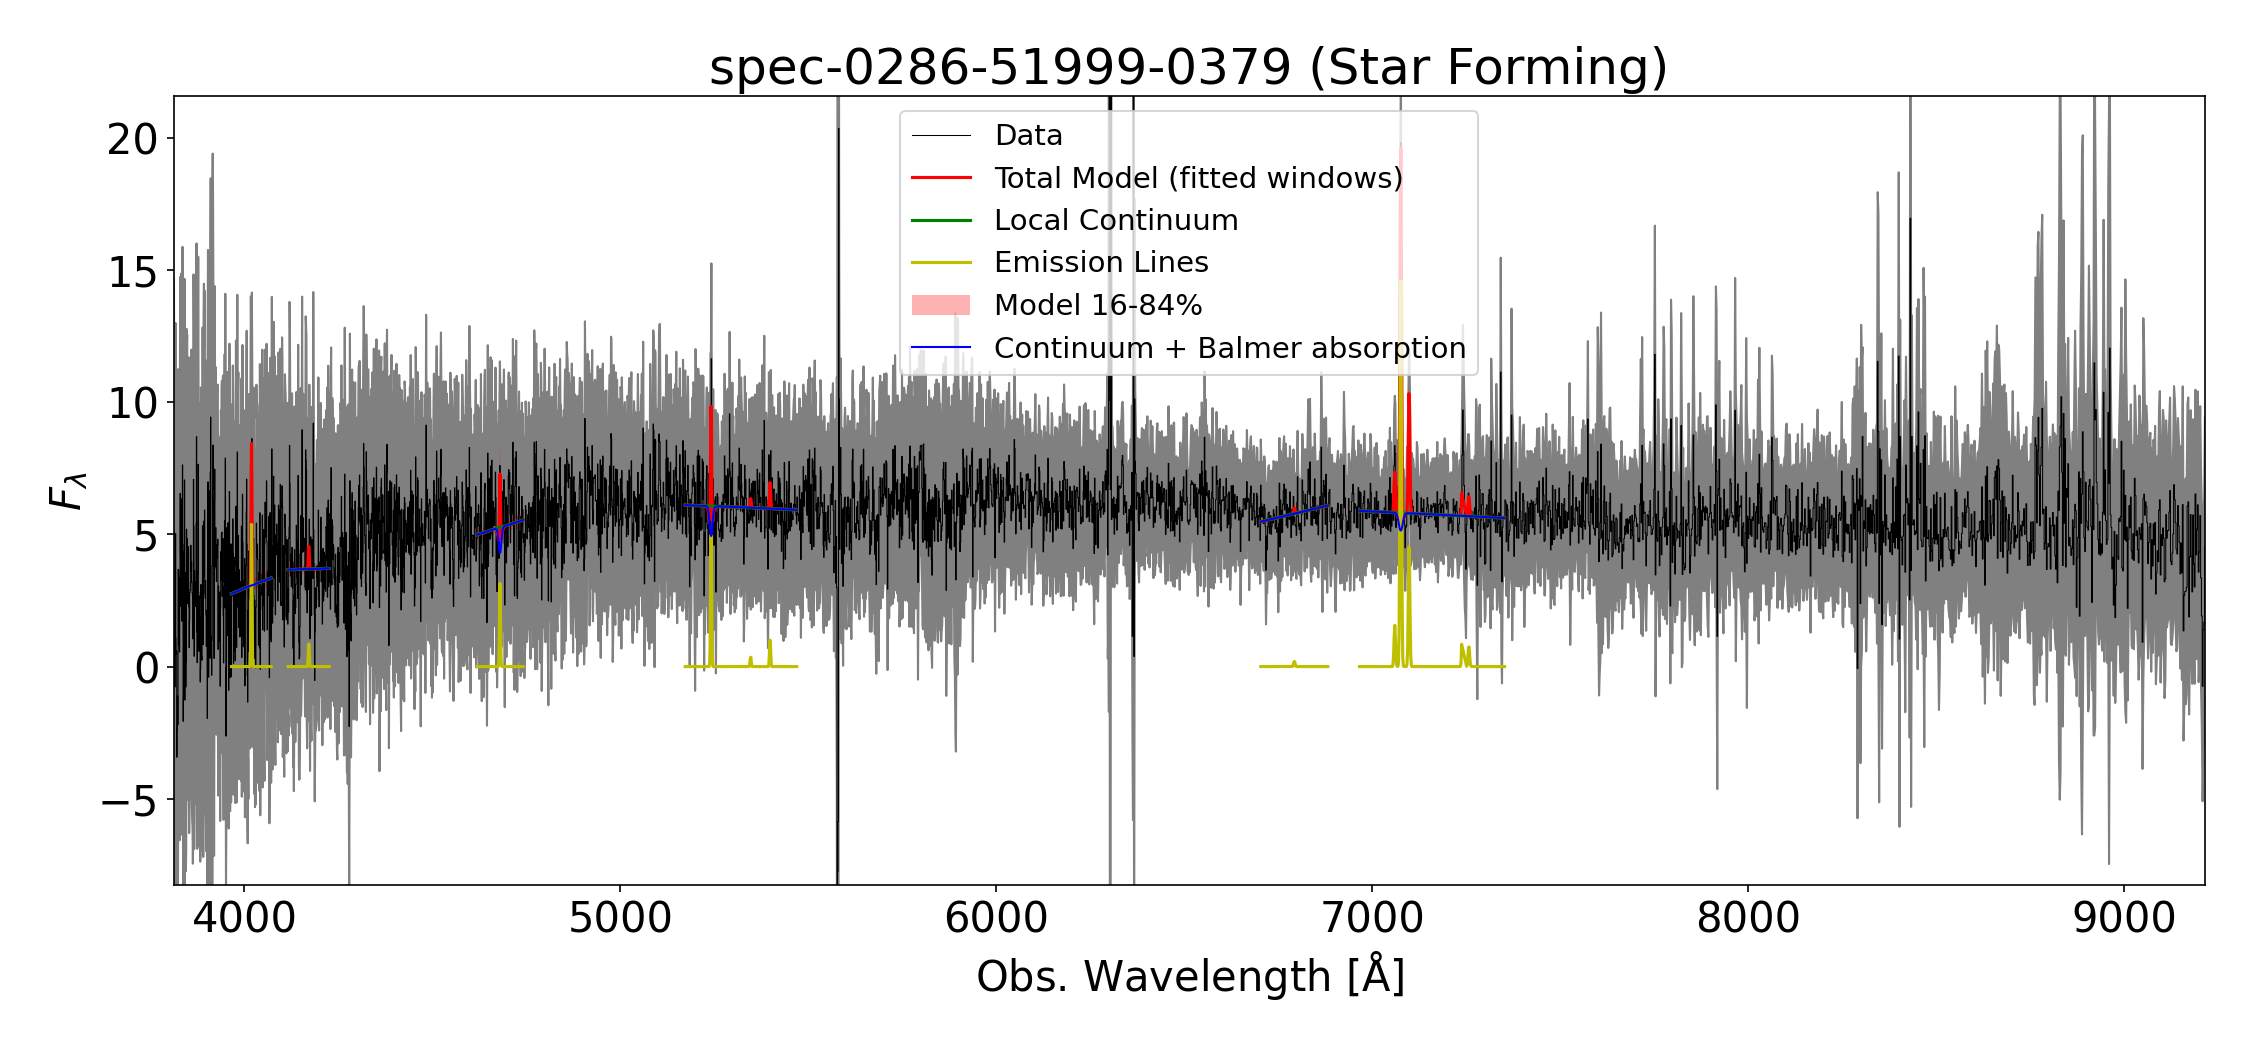 spec-0286-51999-0379 (Star Forming)
Data
Total Model (fitted windows)
Local Continuum
Emission Lines
Model 16-84%
Continuum + Balmer absorption
20
15
10
5
0
−5
Fλ
4000 5000 6000 7000 8000 9000
Obs. Wavelength [Å]